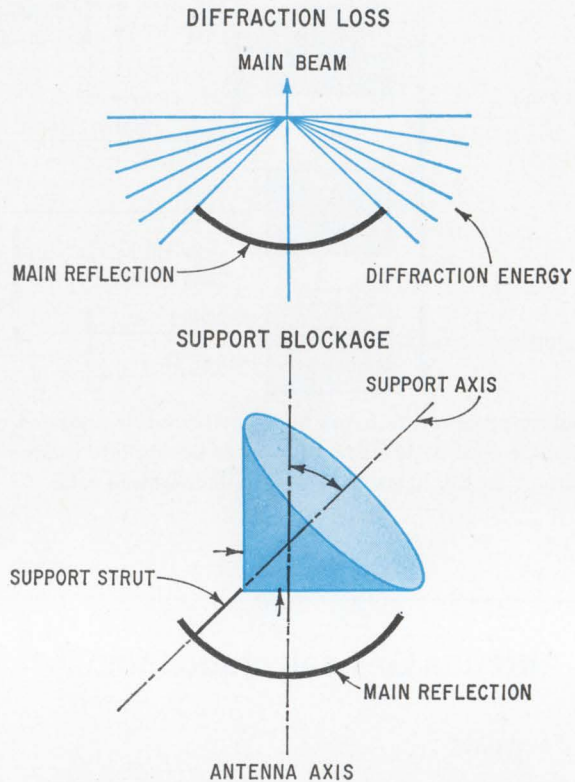 DIFFRACTION LOSS
MAIN BEAM
MAIN REFLECTION
DIFFRACTION ENERGY
SUPPORT BLOCKAGE
SUPPORT AXIS
SUPPORT STRUT
MAIN REFLECTION
ANTENNA AXIS